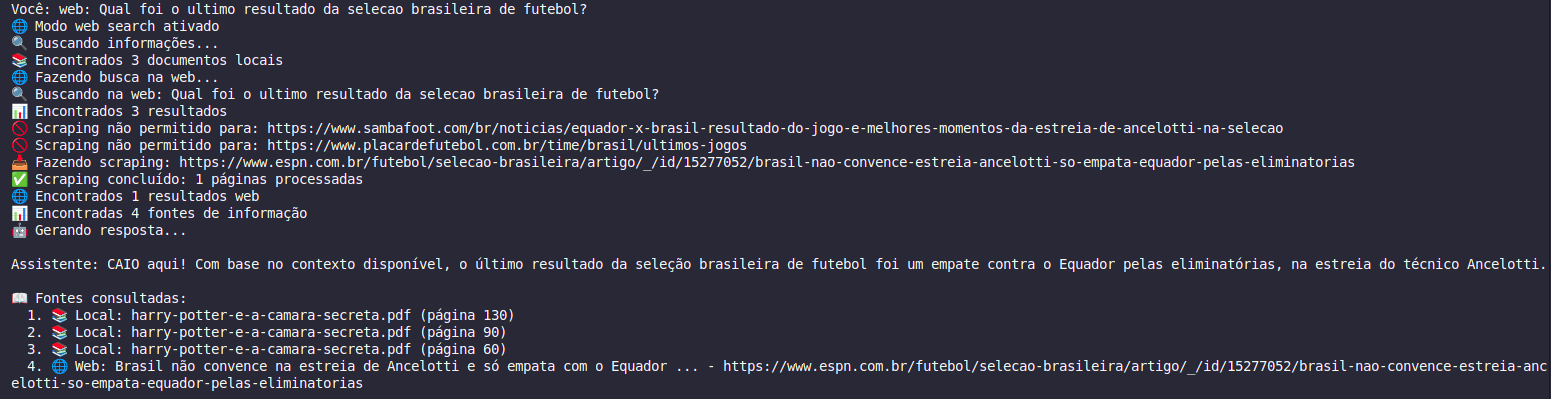 Você: web: Qual foi o ultimo resultado da selecao brasileira de futebol?
🌐 Modo web search ativado
🔍 Buscando informações...
📚 Encontrados 3 documentos locais
🌐 Fazendo busca na web...
🔍 Buscando na web: Qual foi o ultimo resultado da selecao brasileira de futebol?
📊 Encontrados 3 resultados
🚫 Scraping não permitido para: https://www.sambafoot.com/br/noticias/equador-x-brasil-resultado-do-jogo-e-melhores-momentos-da-estreia-de-ancelotti-na-selecao
🚫 Scraping não permitido para: https://www.placardefutebol.com.br/time/brasil/ultimos-jogos
📥 Fazendo scraping: https://www.espn.com.br/futebol/selecao-brasileira/artigo/_/id/15277052/brasil-nao-convence-estreia-ancelotti-so-empata-equador-pelas-eliminatorias
✅ Scraping concluído: 1 páginas processadas
🌐 Encontrados 1 resultados web
📊 Encontradas 4 fontes de informação
🤖 Gerando resposta...
Assistente: CAIO aqui! Com base no contexto disponível, o último resultado da seleção brasileira de futebol foi um empate contra o Equador pelas eliminatórias, na estreia do técnico Ancelotti.
📖 Fontes consultadas:
1. 📚 Local: harry-potter-e-a-camara-secreta.pdf (página 130)
2. 📚 Local: harry-potter-e-a-camara-secreta.pdf (página 90)
3. 📚 Local: harry-potter-e-a-camara-secreta.pdf (página 60)
4. 🌐 Web: Brasil não convence na estreia de Ancelotti e só empata com o Equador ... - https://www.espn.com.br/futebol/selecao-brasileira/artigo/_/id/15277052/brasil-nao-convence-estreia-anc
elotti-so-empata-equador-pelas-eliminatorias